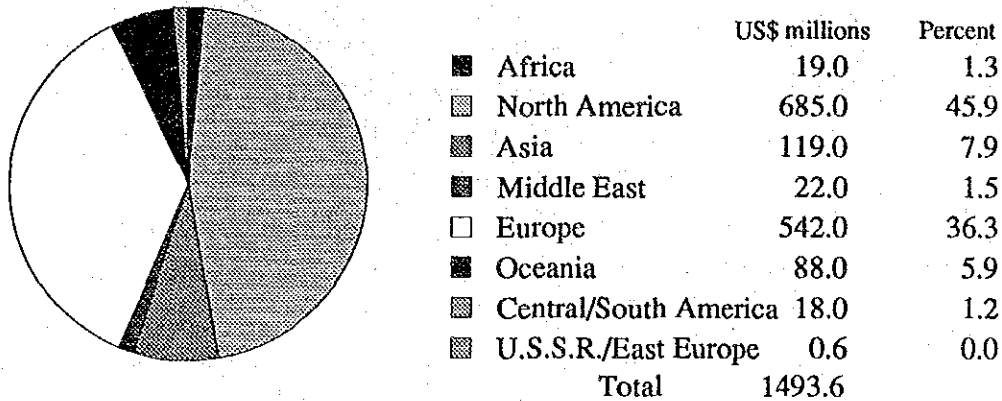 US$ millions Percent
Africa 19.0 1.3
North America 685.0 45.9
Asia 119.0 7.9
Middle East 22.0 1.5
Europe 542.0 36.3
Oceania 88.0 5.9
Central/South America 18.0 1.2
U.S.S.R./East Europe 0.6 0.0
Total 1493.6